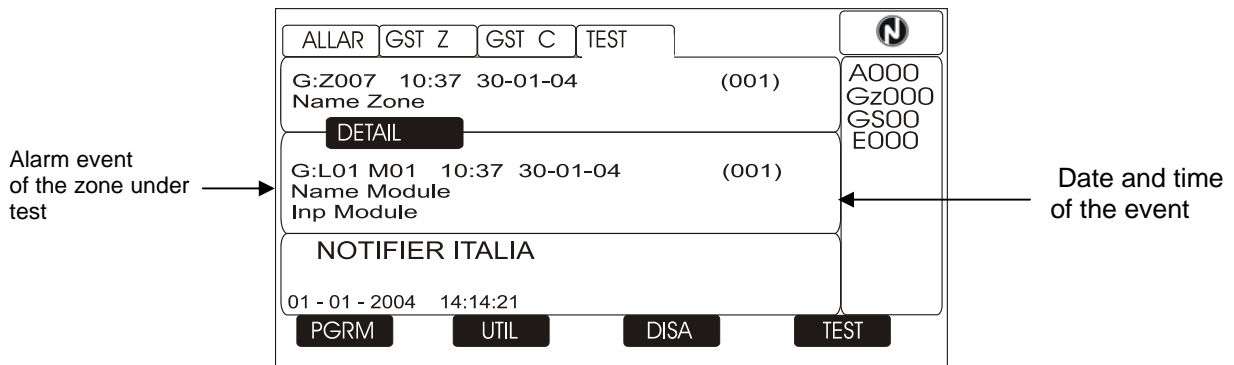 ALLAR GST Z GST C TEST
G:Z007 10:37 30-01-04 (001)
Name Zone
DETAIL
G:L01 M01 10:37 30-01-04 (001)
Name Module
Inp Module
NOTIFIER ITALIA
01 - 01 - 2004 14:14:21
PGRM UTIL DISA TEST
N
A000
Gz000
GS00
E000
Alarm event
of the zone under
test
Date and time
of the event